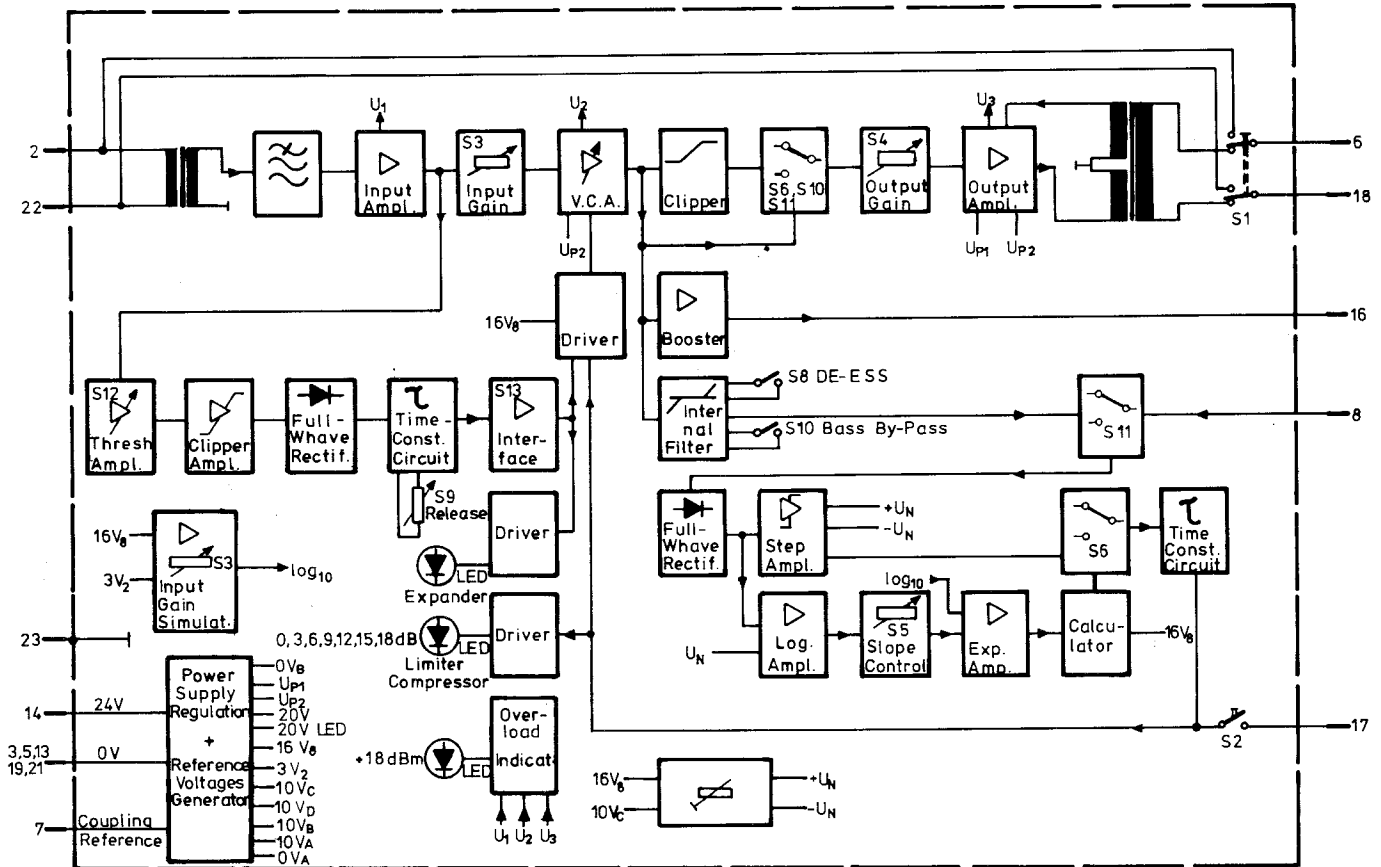 U1
U2
U3
2
22
Input Ampl.
S3
Input Gain
V.C.A.
UP2
Clipper
S6, S10
S11
S4
Output Gain
Output Ampl.
UP1
UP2
S1
6
18
16V8
Driver
Booster
16
S12
Thresh Ampl.
Clipper Ampl.
Full-
Whave
Rectif.
τ
Time-
Const.
Circuit
S13
Inter-
face
Inter
nal
Filter
S8 DE-ESS
S10 Bass By-Pass
S11
8
S9
Release
Driver
LED
Expander
Full-
Whave
Rectif.
Step
Ampl.
+UN
-UN
S6
τ
Time
Const.
Circuit
16V8
3V2
S3
Input
Gain
Simulat.
log10
log10
UN
Log.
Ampl.
S5
Slope
Control
Exp.
Amp.
Calcu-
lator
16V8
23
0, 3, 6, 9, 12, 15, 18dB
LED
Driver
Limiter
Compressor
14
24V
3,5,13
19,21
0V
7
Coupling
Reference
Power
Supply
Regulation
+
Reference
Voltages
Generator
0VB
UP1
UP2
20V
20V LED
16 V8
3V2
10VC
10VD
10VB
10VA
0VA
+18dBm
LED
Over-
load
Indicat.
U1 U2 U3
16V8
10VC
+UN
-UN
S2
17